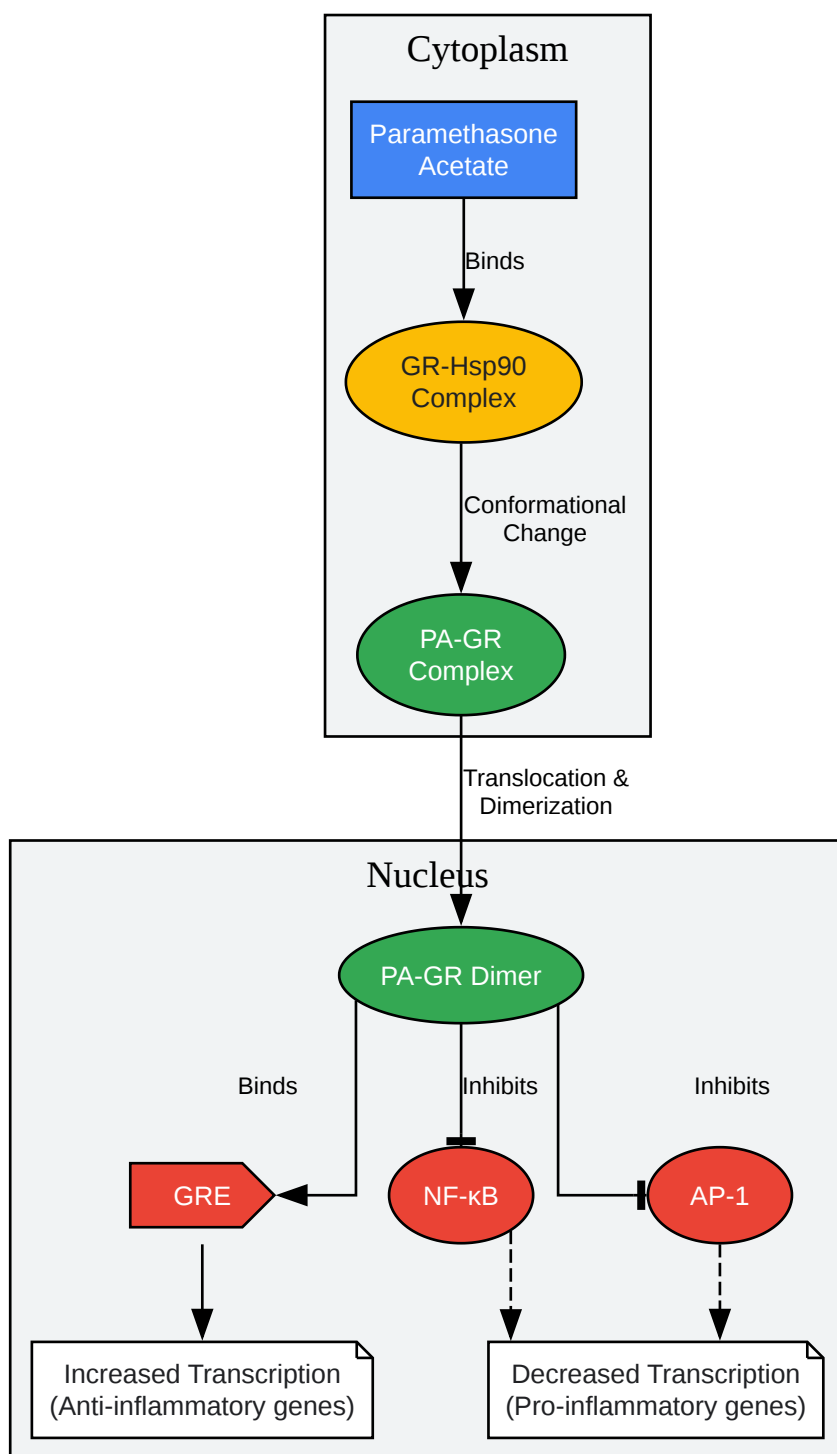 Cytoplasm
Paramethasone
Acetate
Binds
GR-Hsp90
Complex
Conformational
Change
PA-GR
Complex
Translocation &
Dimerization
Nucleus
PA-GR Dimer
Binds
Inhibits
Inhibits
GRE
NF-κB
AP-1
Increased Transcription
(Anti-inflammatory genes)
Decreased Transcription
(Pro-inflammatory genes)